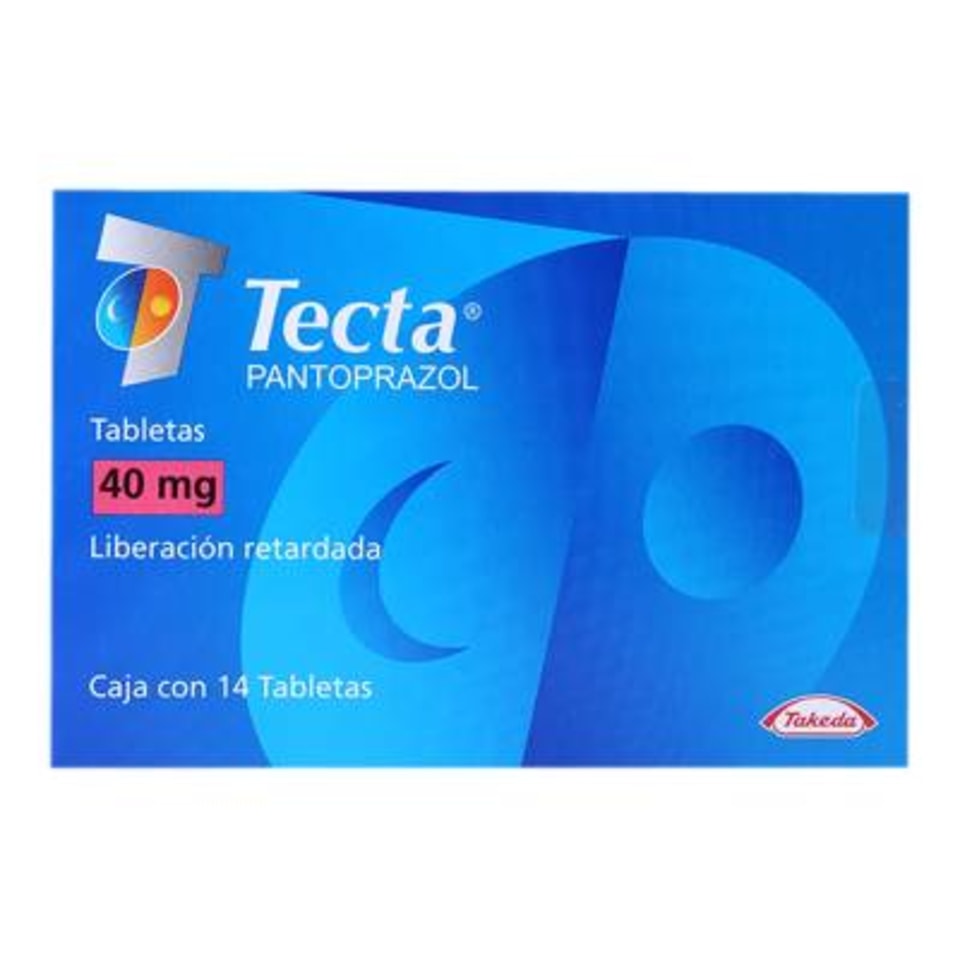 Tecta®
PANTOPRAZOL
Tabletas
40 mg
Liberación retardada
Caja con 14 Tabletas
Takeda